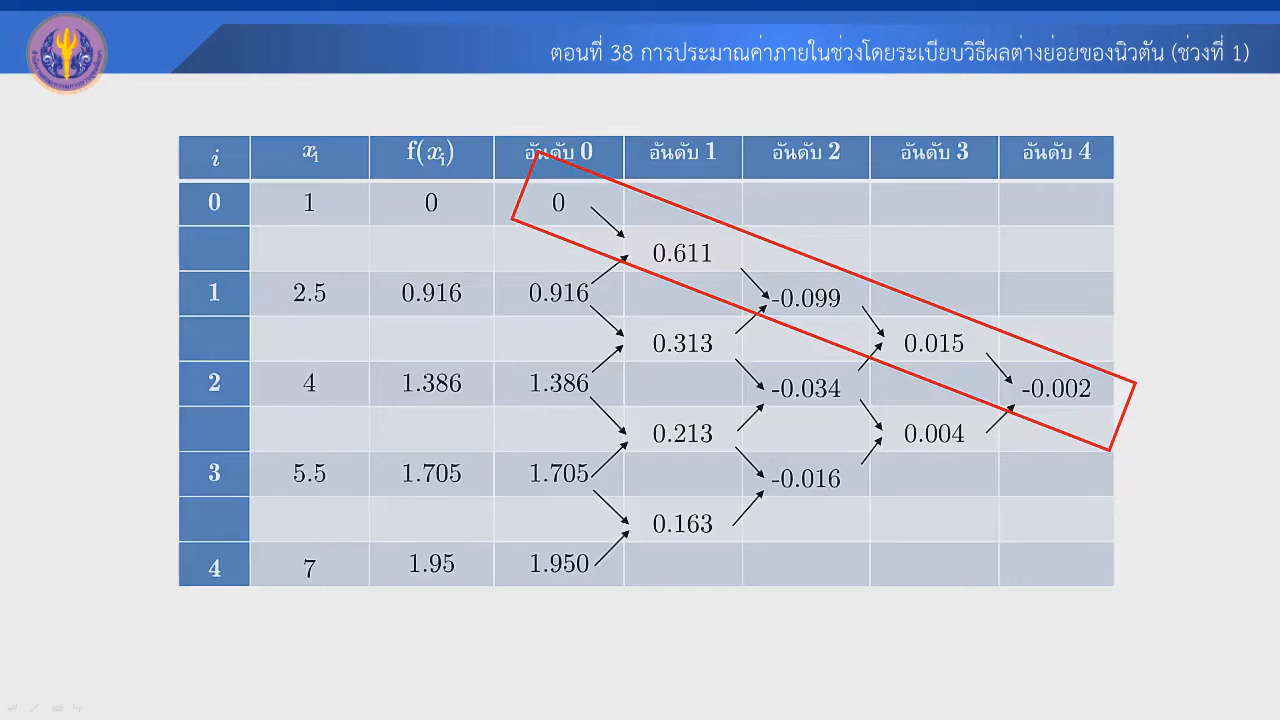 ตอนที่ 38 การประมาณค่าภายในช่วงโดยระเบียบวิธีผลต่างย่อยของนิวตัน (ช่วงที่ 1)
i xi f(xi) อันดับ 0 อันดับ 1 อันดับ 2 อันดับ 3 อันดับ 4
0 1 0 0
0.611
1 2.5 0.916 0.916 -0.099
0.313 0.015
2 4 1.386 1.386 -0.034 -0.002
0.213 0.004
3 5.5 1.705 1.705 -0.016
0.163
4 7 1.95 1.950